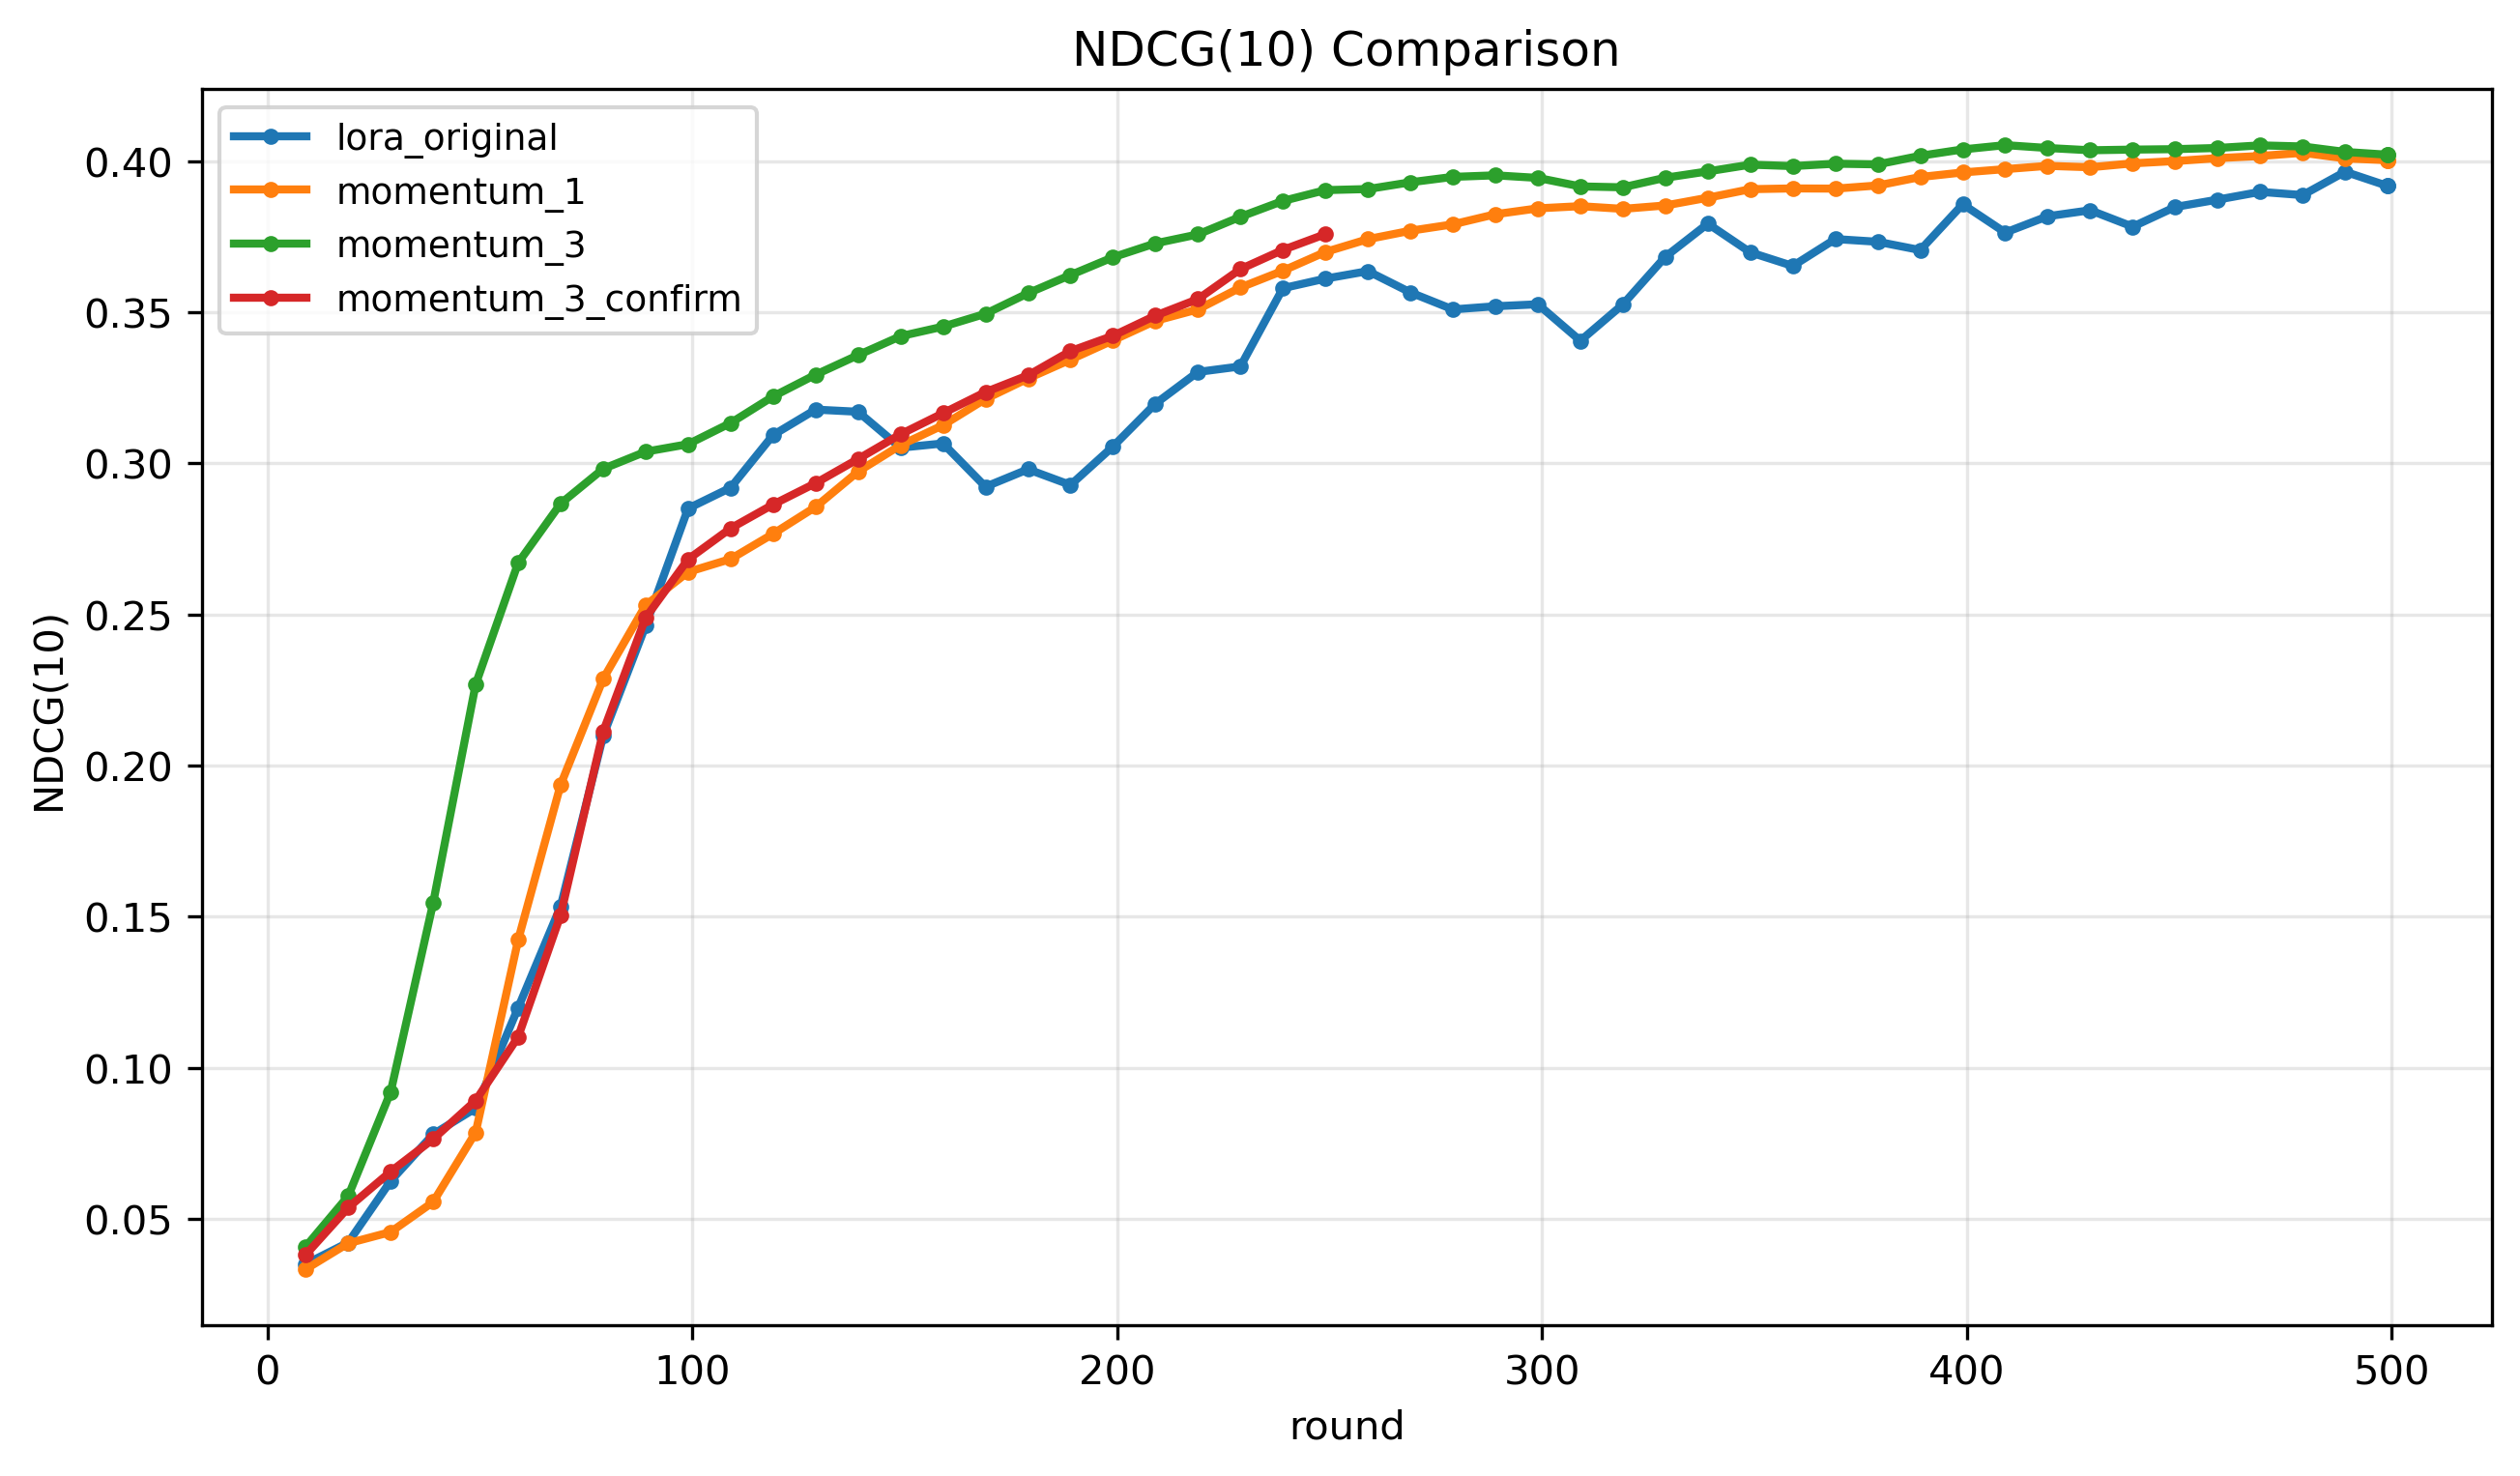 NDCG(10) Comparison
lora_original
momentum_1
momentum_3
momentum_3_confirm
NDCG(10)
0.40
0.35
0.30
0.25
0.20
0.15
0.10
0.05
0 100 200 300 400 500
round